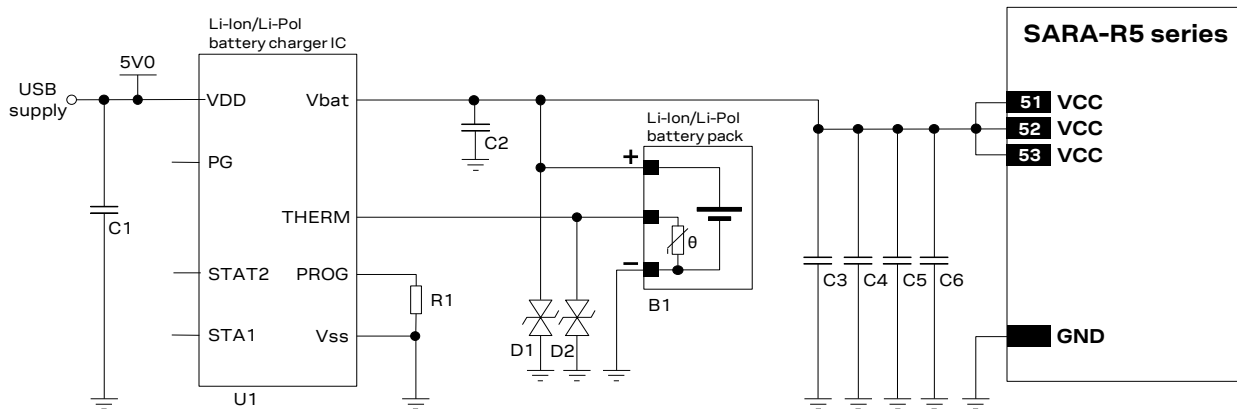 Li-Ion/Li-Pol
battery charger IC
USB
supply
5V0
VDD
Vbat
PG
THERM
STAT2
PROG
STA1
Vss
U1
C1
C2
R1
D1
D2
Li-Ion/Li-Pol
battery pack
+
θ
–
B1
C3
C4
C5
C6
SARA-R5 series
51 VCC
52 VCC
53 VCC
GND